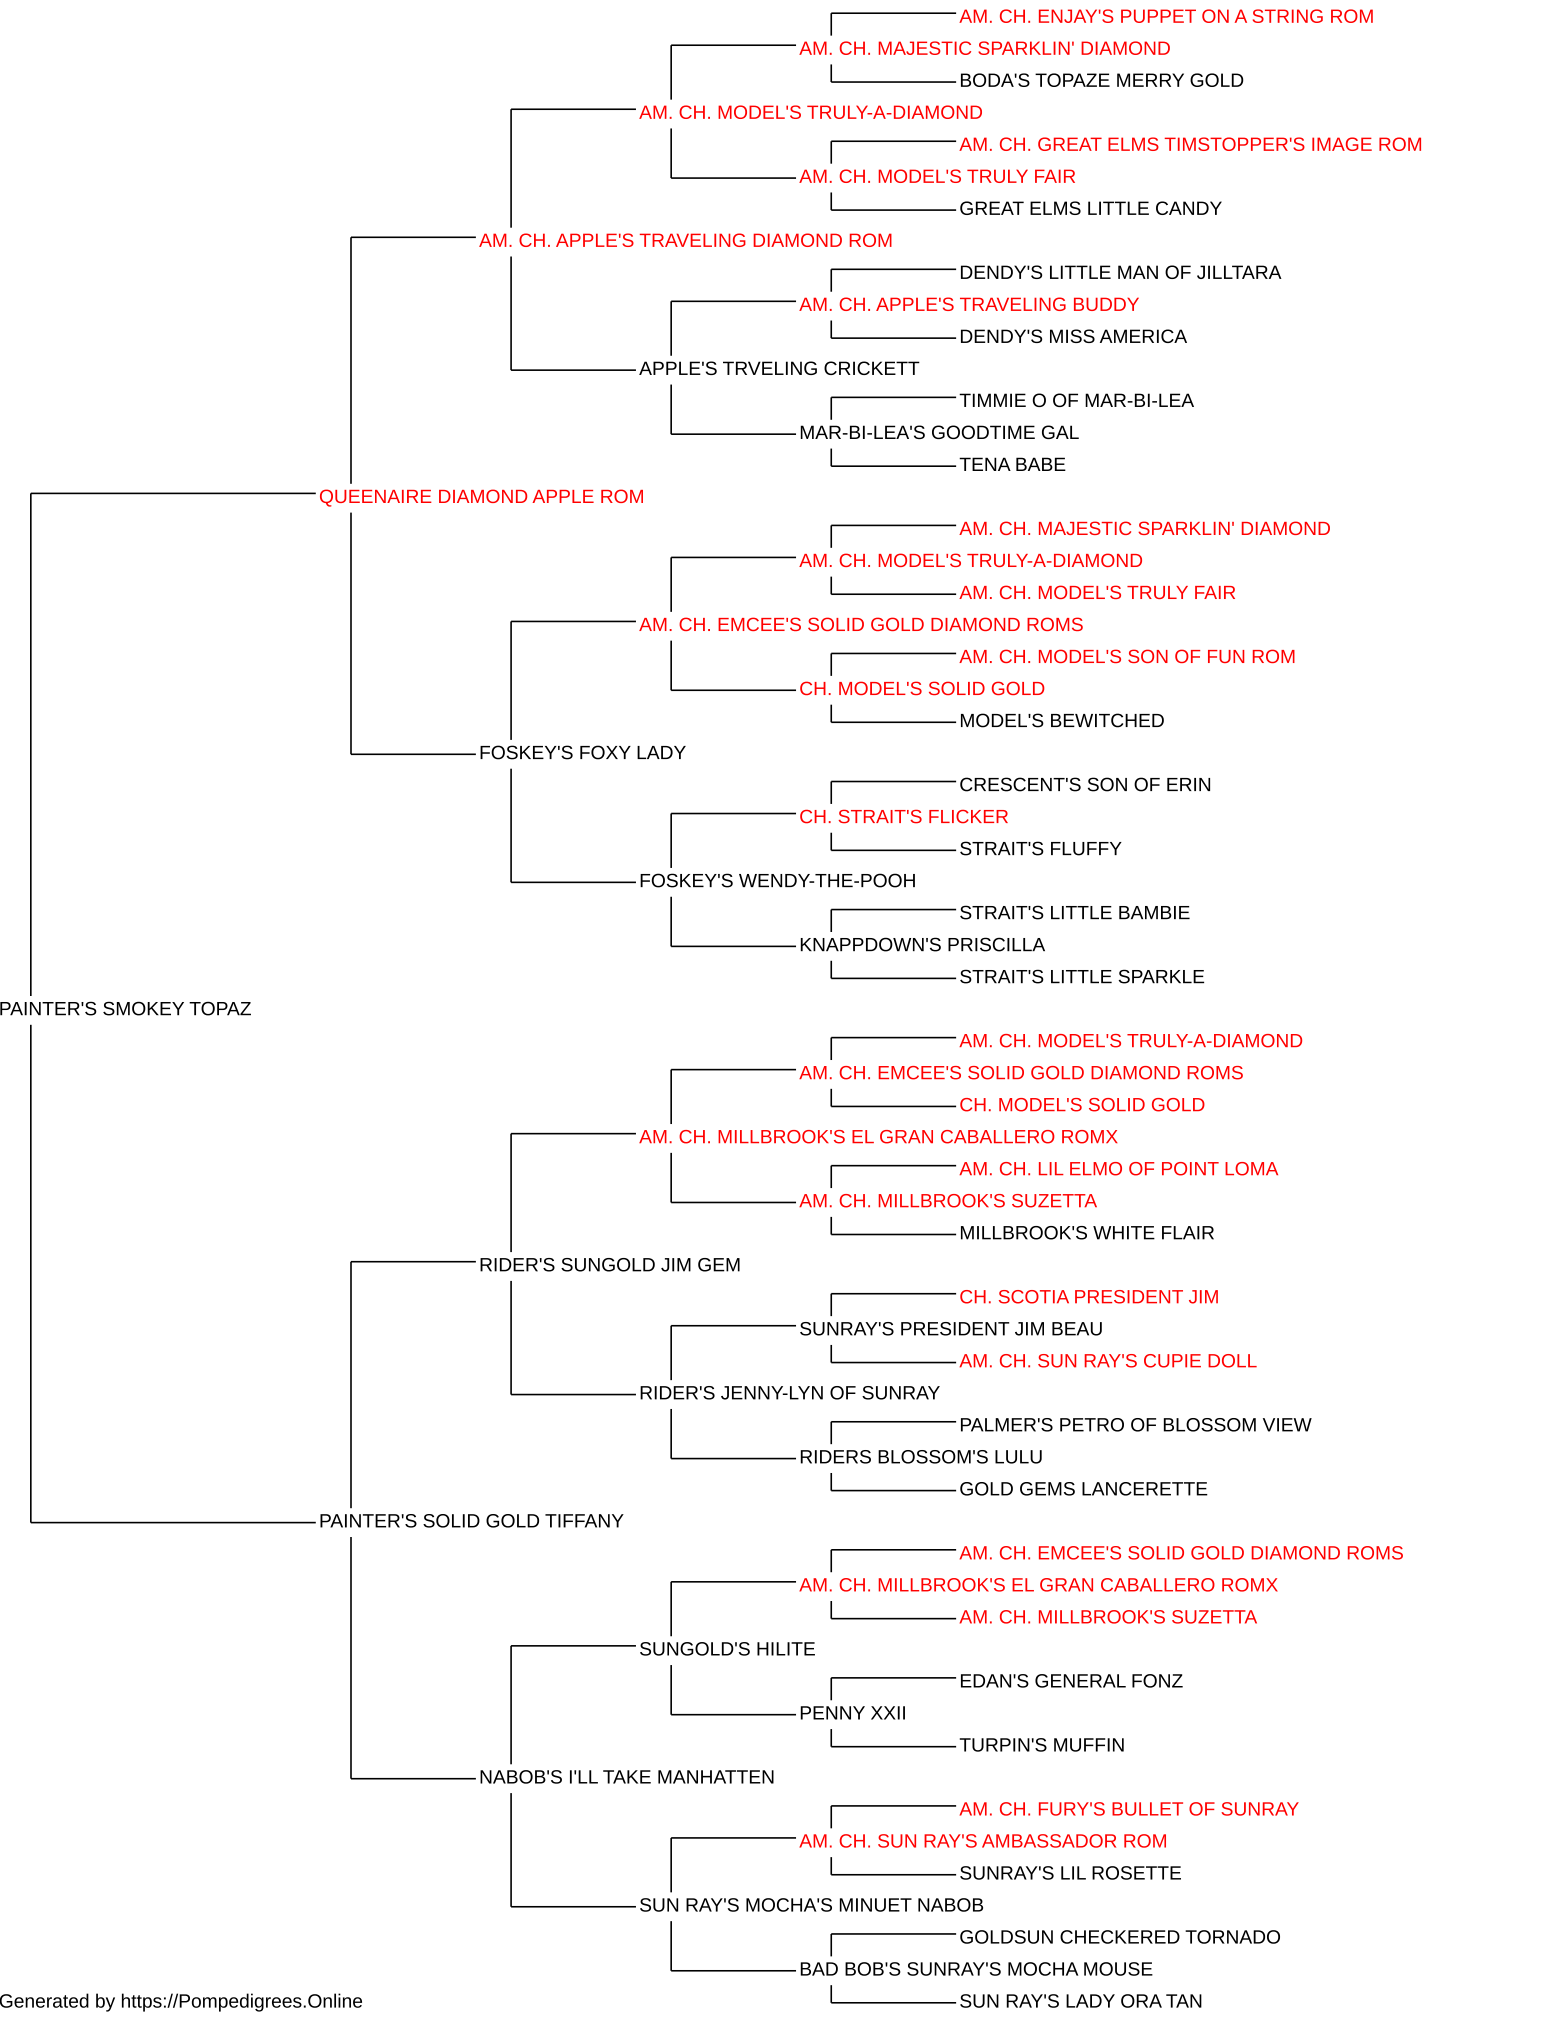 AM. CH. ENJAY'S PUPPET ON A STRING ROM
AM. CH. MAJESTIC SPARKLIN' DIAMOND
BODA'S TOPAZE MERRY GOLD
AM. CH. MODEL'S TRULY-A-DIAMOND
AM. CH. GREAT ELMS TIMSTOPPER'S IMAGE ROM
AM. CH. MODEL'S TRULY FAIR
GREAT ELMS LITTLE CANDY
AM. CH. APPLE'S TRAVELING DIAMOND ROM
DENDY'S LITTLE MAN OF JILLTARA
AM. CH. APPLE'S TRAVELING BUDDY
DENDY'S MISS AMERICA
APPLE'S TRVELING CRICKETT
TIMMIE O OF MAR-BI-LEA
MAR-BI-LEA'S GOODTIME GAL
TENA BABE
QUEENAIRE DIAMOND APPLE ROM
AM. CH. MAJESTIC SPARKLIN' DIAMOND
AM. CH. MODEL'S TRULY-A-DIAMOND
AM. CH. MODEL'S TRULY FAIR
AM. CH. EMCEE'S SOLID GOLD DIAMOND ROMS
AM. CH. MODEL'S SON OF FUN ROM
CH. MODEL'S SOLID GOLD
MODEL'S BEWITCHED
FOSKEY'S FOXY LADY
CRESCENT'S SON OF ERIN
CH. STRAIT'S FLICKER
STRAIT'S FLUFFY
FOSKEY'S WENDY-THE-POOH
STRAIT'S LITTLE BAMBIE
KNAPPDOWN'S PRISCILLA
STRAIT'S LITTLE SPARKLE
PAINTER'S SMOKEY TOPAZ
AM. CH. MODEL'S TRULY-A-DIAMOND
AM. CH. EMCEE'S SOLID GOLD DIAMOND ROMS
CH. MODEL'S SOLID GOLD
AM. CH. MILLBROOK'S EL GRAN CABALLERO ROMX
AM. CH. LIL ELMO OF POINT LOMA
AM. CH. MILLBROOK'S SUZETTA
MILLBROOK'S WHITE FLAIR
RIDER'S SUNGOLD JIM GEM
CH. SCOTIA PRESIDENT JIM
SUNRAY'S PRESIDENT JIM BEAU
AM. CH. SUN RAY'S CUPIE DOLL
RIDER'S JENNY-LYN OF SUNRAY
PALMER'S PETRO OF BLOSSOM VIEW
RIDERS BLOSSOM'S LULU
GOLD GEMS LANCERETTE
PAINTER'S SOLID GOLD TIFFANY
AM. CH. EMCEE'S SOLID GOLD DIAMOND ROMS
AM. CH. MILLBROOK'S EL GRAN CABALLERO ROMX
AM. CH. MILLBROOK'S SUZETTA
SUNGOLD'S HILITE
EDAN'S GENERAL FONZ
PENNY XXII
TURPIN'S MUFFIN
NABOB'S I'LL TAKE MANHATTEN
AM. CH. FURY'S BULLET OF SUNRAY
AM. CH. SUN RAY'S AMBASSADOR ROM
SUNRAY'S LIL ROSETTE
SUN RAY'S MOCHA'S MINUET NABOB
GOLDSUN CHECKERED TORNADO
BAD BOB'S SUNRAY'S MOCHA MOUSE
SUN RAY'S LADY ORA TAN
Generated by https://Pompedigrees.Online